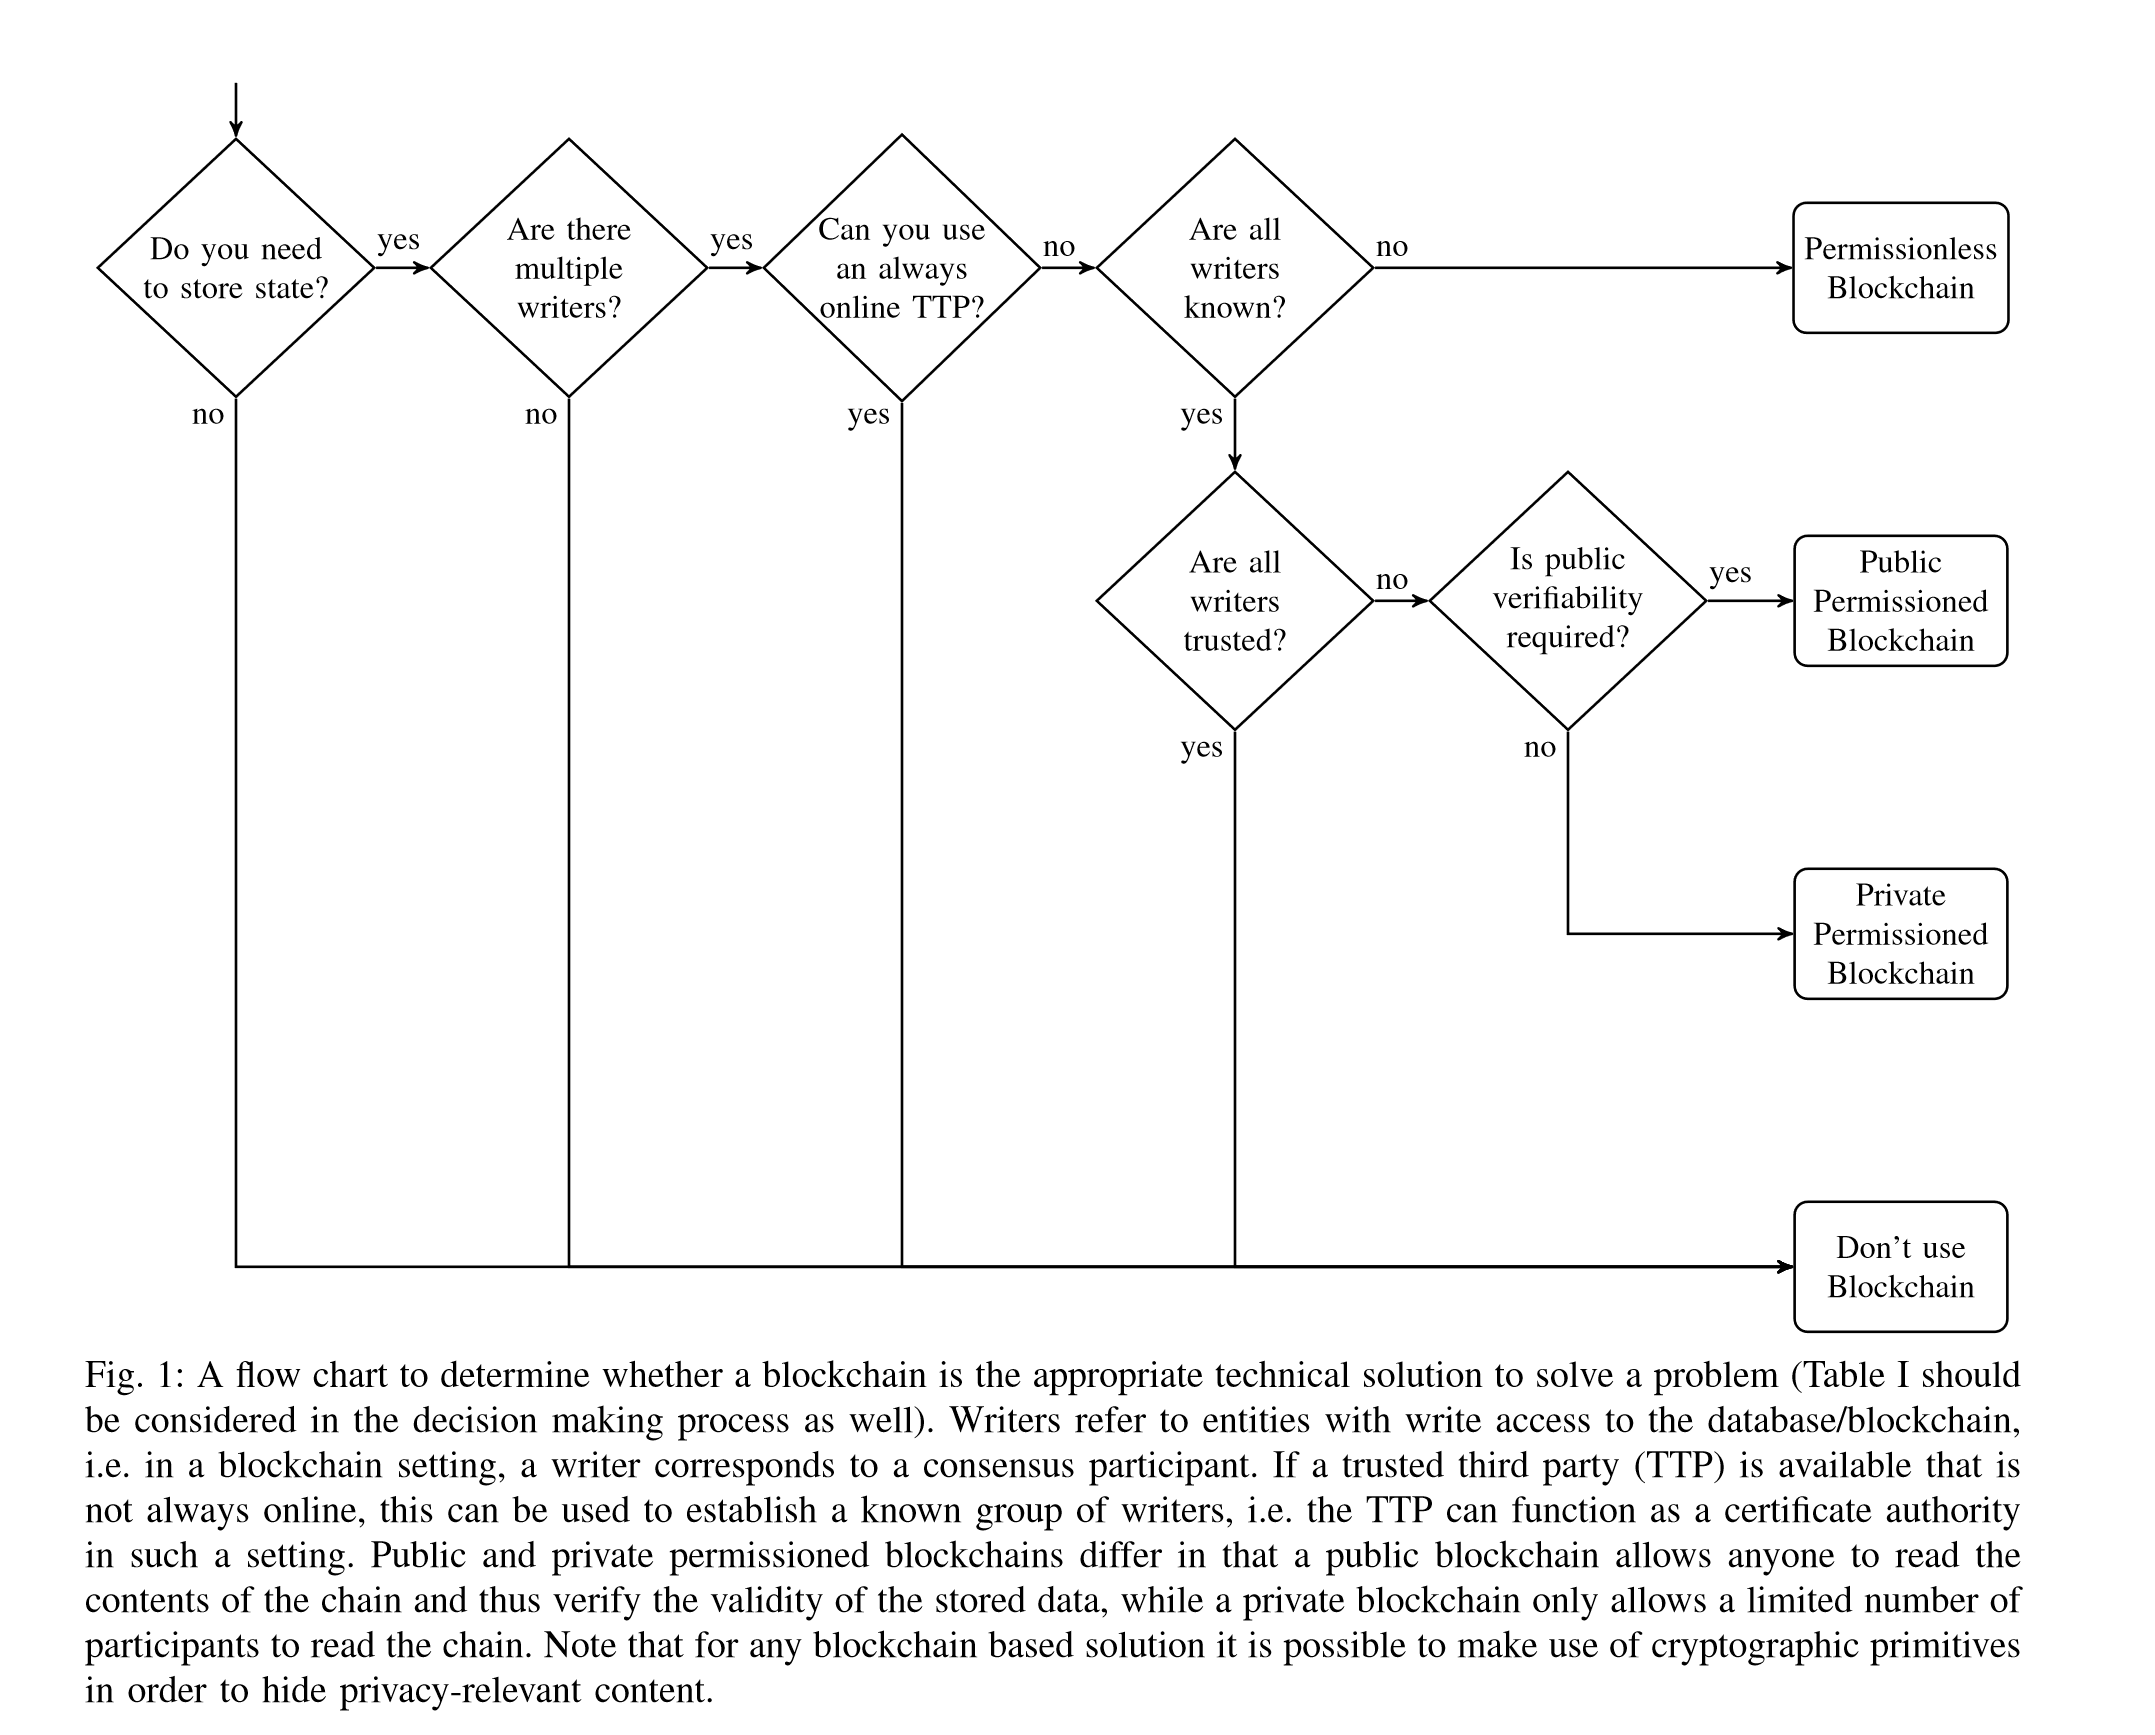 Do you need
to store state?
yes
no
Are there
multiple
writers?
yes
no
Can you use
an always
online TTP?
no
yes
Are all
writers
known?
no
yes
Permissionless
Blockchain
Are all
writers
trusted?
no
yes
Is public
verifiability
required?
yes
no
Public
Permissioned
Blockchain
Private
Permissioned
Blockchain
Don't use
Blockchain
Fig. 1: A flow chart to determine whether a blockchain is the appropriate technical solution to solve a problem (Table I should
be considered in the decision making process as well). Writers refer to entities with write access to the database/blockchain,
i.e. in a blockchain setting, a writer corresponds to a consensus participant. If a trusted third party (TTP) is available that is
not always online, this can be used to establish a known group of writers, i.e. the TTP can function as a certificate authority
in such a setting. Public and private permissioned blockchains differ in that a public blockchain allows anyone to read the
contents of the chain and thus verify the validity of the stored data, while a private blockchain only allows a limited number of
participants to read the chain. Note that for any blockchain based solution it is possible to make use of cryptographic primitives
in order to hide privacy-relevant content.